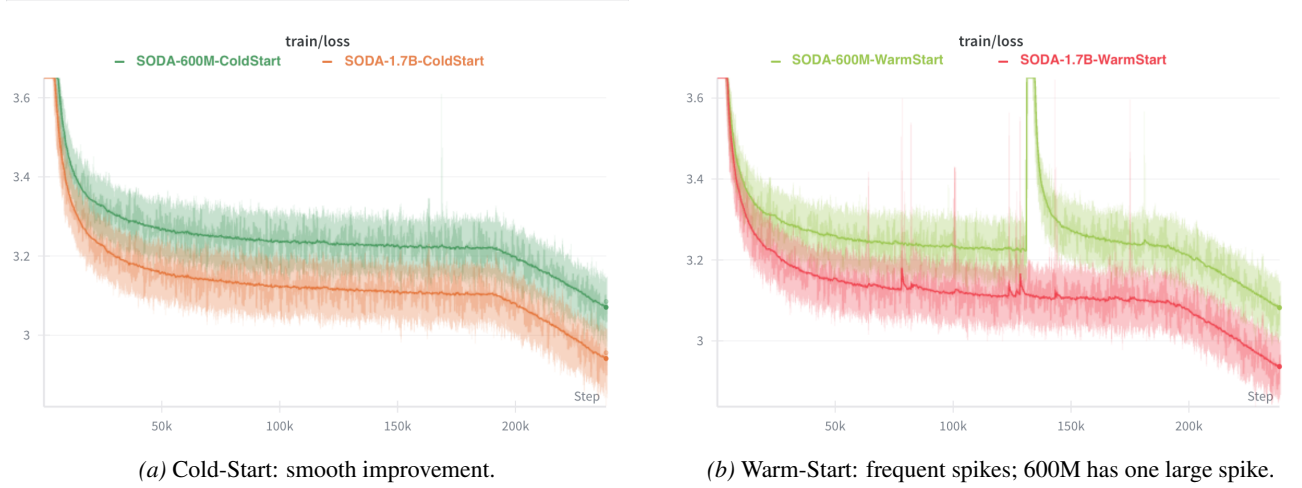 train/loss
SODA-600M-ColdStart SODA-1.7B-ColdStart
3.6
3.4
3.2
3
Step
50k 100k 150k 200k
(a) Cold-Start: smooth improvement.
train/loss
SODA-600M-WarmStart SODA-1.7B-WarmStart
3.6
3.4
3.2
3
Step
50k 100k 150k 200k
(b) Warm-Start: frequent spikes; 600M has one large spike.